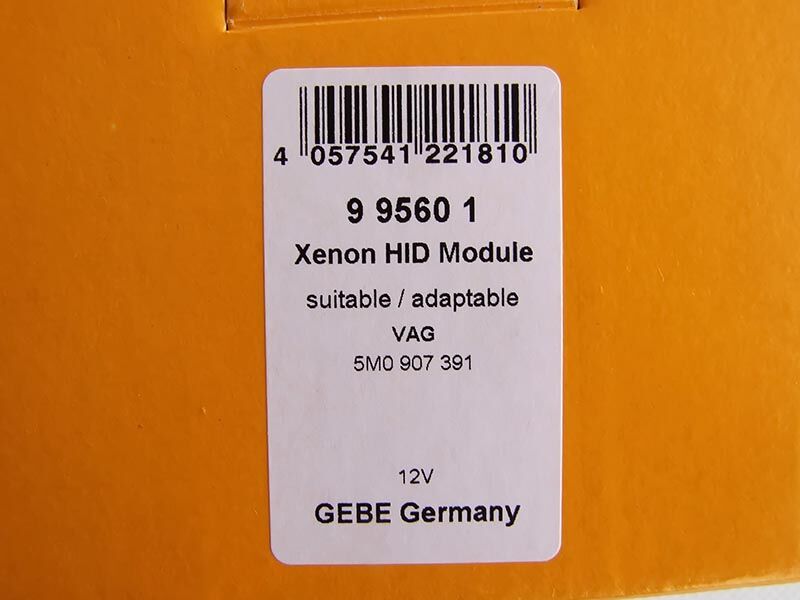 4 057541 221810
9 9560 1
Xenon HID Module
suitable / adaptable
VAG
5M0 907 391
12V
GEBE Germany